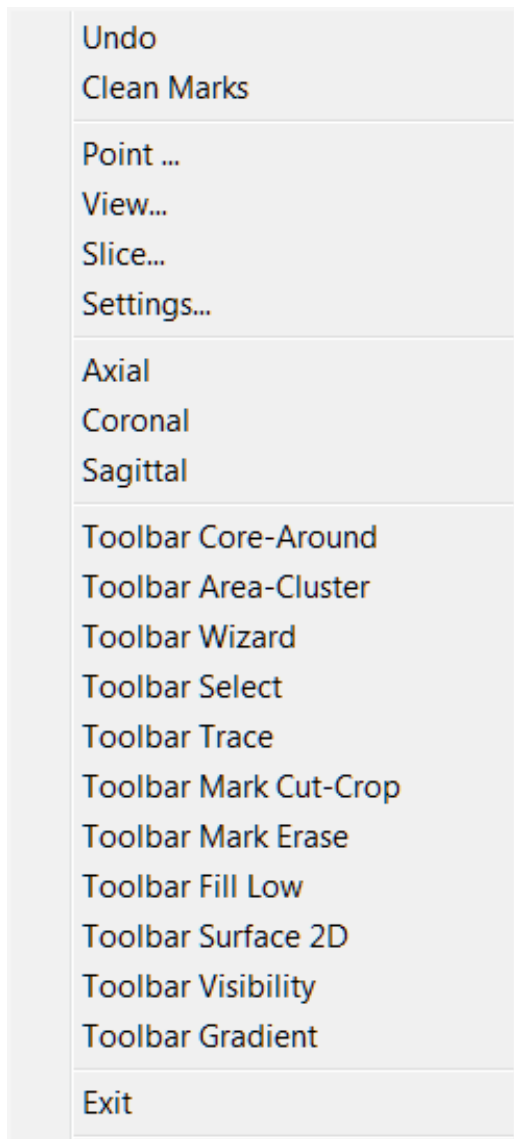 Undo
Clean Marks
Point ...
View...
Slice...
Settings...
Axial
Coronal
Sagittal
Toolbar Core-Around
Toolbar Area-Cluster
Toolbar Wizard
Toolbar Select
Toolbar Trace
Toolbar Mark Cut-Crop
Toolbar Mark Erase
Toolbar Fill Low
Toolbar Surface 2D
Toolbar Visibility
Toolbar Gradient
Exit